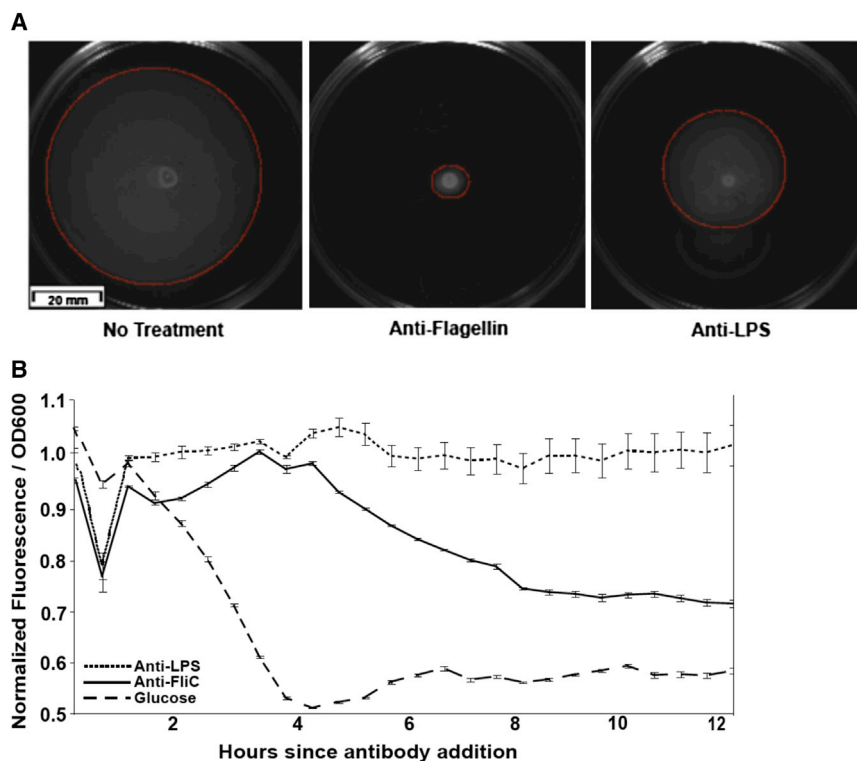 A
20 mm
No Treatment
Anti-Flagellin
Anti-LPS
B
Normalized Fluorescence / OD600
1.1
1.0
0.9
0.8
0.7
0.6
0.5
Anti-LPS
Anti-FliC
Glucose
2
4
6
8
10
12
Hours since antibody addition